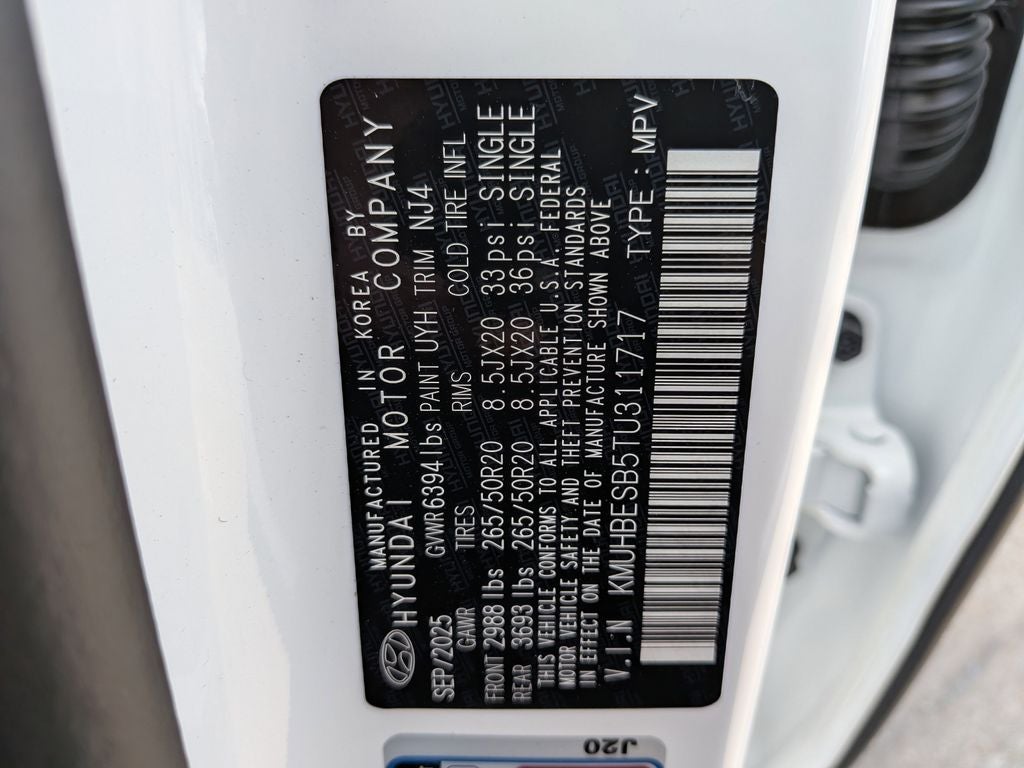 MANUFACTURED IN KOREA BY
HYUNDAI MOTOR COMPANY
SEP/2025 GVWR 6394 lbs PAINT UYH TRIM NJ4
GAWR TIRES RIMS COLD TIRE INFL
FRONT 2988 lbs 265/50R20 8.5JX20 33psi SINGLE
REAR 3693 lbs 265/50R20 8.5JX20 36psi SINGLE
THIS VEHICLE CONFORMS TO ALL APPLICABLE U.S.A. FEDERAL
MOTOR VEHICLE SAFETY AND THEFT PREVENTION STANDARDS
IN EFFECT ON THE DATE OF MANUFACTURE SHOWN ABOVE
V.I.N KMUHBESB5TU311717 TYPE : MPV
J20